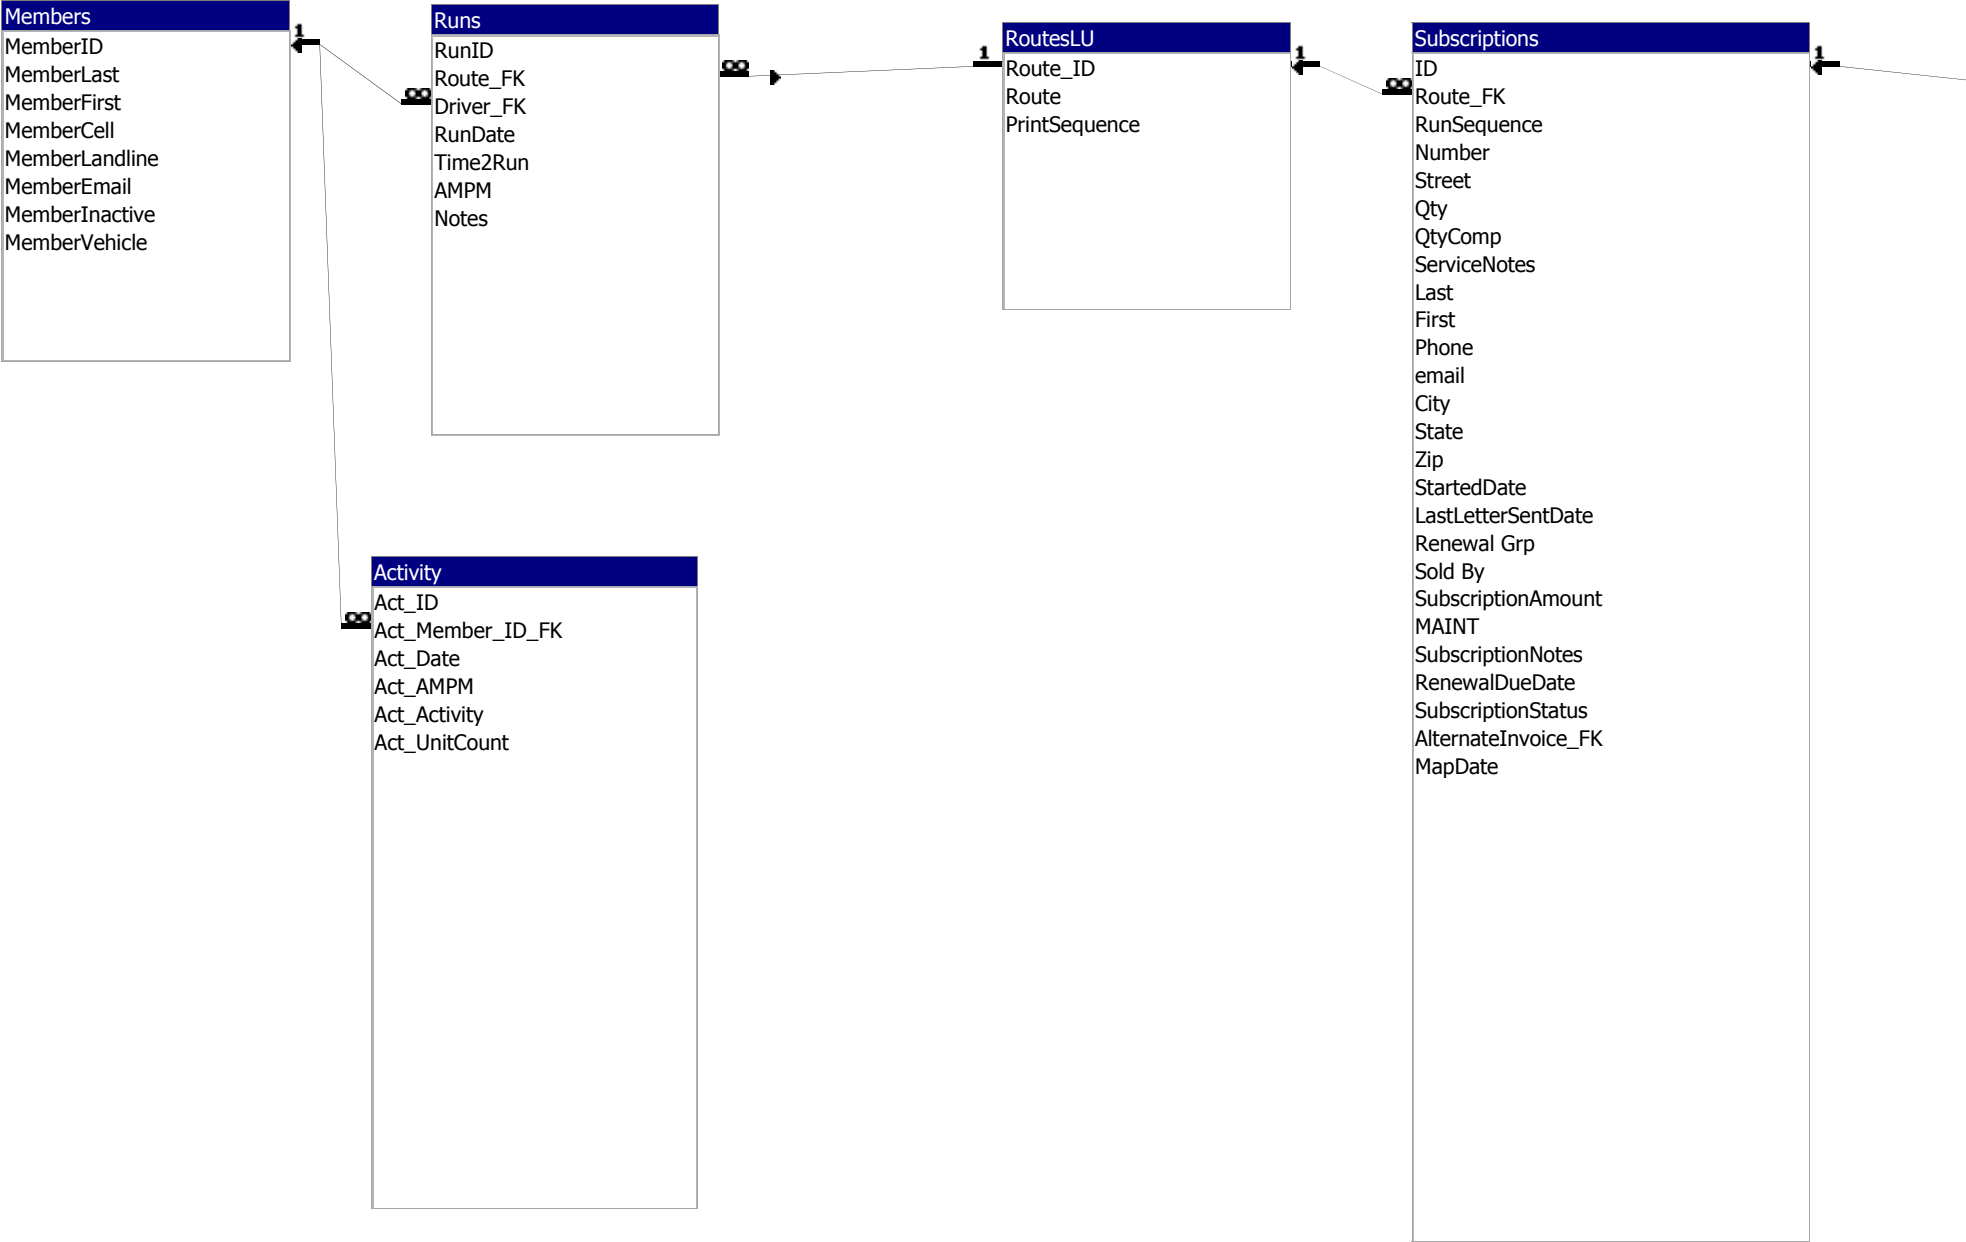 Members
MemberID
MemberLast
MemberFirst
MemberCell
MemberLandline
MemberEmail
MemberInactive
MemberVehicle
1
∞
Runs
RunID
Route_FK
Driver_FK
RunDate
Time2Run
AMPM
Notes
∞
1
RoutesLU
Route_ID
Route
PrintSequence
1
∞
Subscriptions
ID
Route_FK
RunSequence
Number
Street
Qty
QtyComp
ServiceNotes
Last
First
Phone
email
City
State
Zip
StartedDate
LastLetterSentDate
Renewal Grp
Sold By
SubscriptionAmount
MAINT
SubscriptionNotes
RenewalDueDate
SubscriptionStatus
AlternateInvoice_FK
MapDate
1
∞
Activity
Act_ID
Act_Member_ID_FK
Act_Date
Act_AMPM
Act_Activity
Act_UnitCount